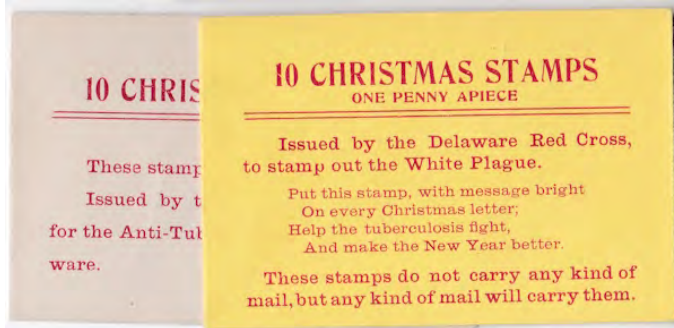 10 CHRIS
These stamp
Issued by t
for the Anti-Tub
ware.
10 CHRISTMAS STAMPS
ONE PENNY APIECE
Issued by the Delaware Red Cross,
to stamp out the White Plague.
Put this stamp, with message bright
On every Christmas letter;
Help the tuberculosis fight,
And make the New Year better.
These stamps do not carry any kind of
mail, but any kind of mail will carry them.